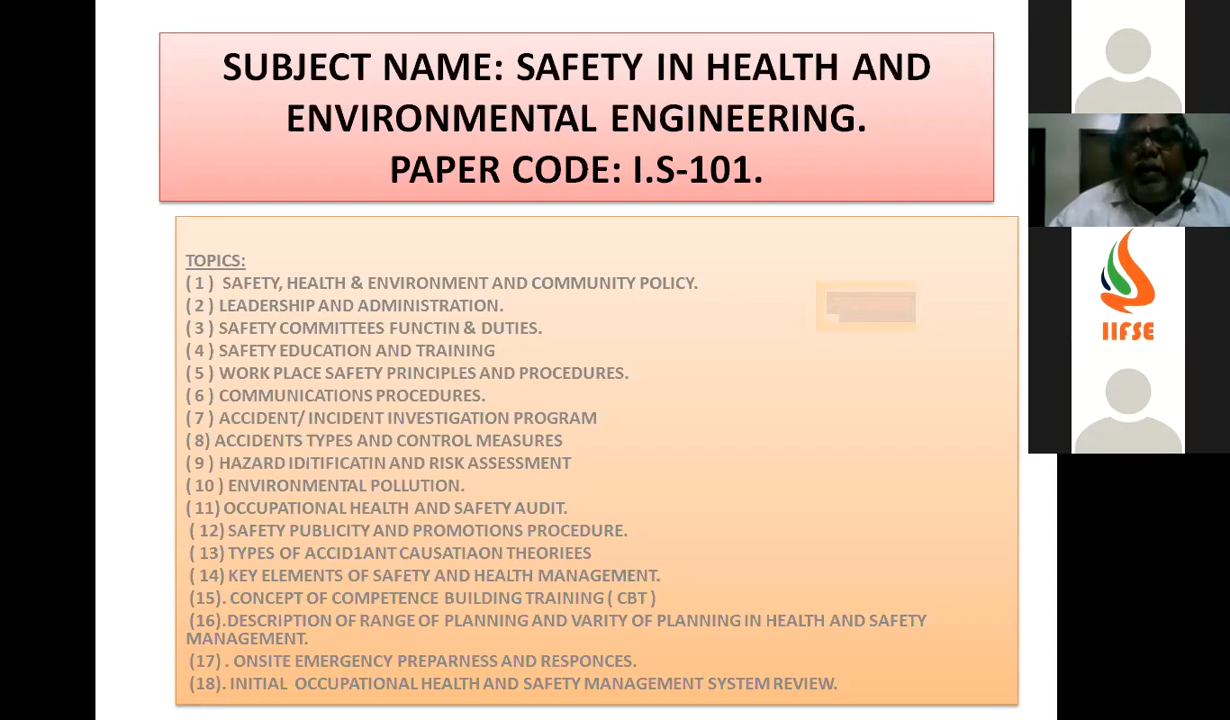 SUBJECT NAME: SAFETY IN HEALTH AND
ENVIRONMENTAL ENGINEERING.
PAPER CODE: I.S-101.
TOPICS:
( 1 ) SAFETY, HEALTH & ENVIRONMENT AND COMMUNITY POLICY.
( 2 ) LEADERSHIP AND ADMINISTRATION.
( 3 ) SAFETY COMMITTEES FUNCTIN & DUTIES.
( 4 ) SAFETY EDUCATION AND TRAINING
( 5 ) WORK PLACE SAFETY PRINCIPLES AND PROCEDURES.
( 6 ) COMMUNICATIONS PROCEDURES.
( 7 ) ACCIDENT/ INCIDENT INVESTIGATION PROGRAM
( 8) ACCIDENTS TYPES AND CONTROL MEASURES
( 9 ) HAZARD IDITIFICATIN AND RISK ASSESSMENT
( 10 ) ENVIRONMENTAL POLLUTION.
( 11) OCCUPATIONAL HEALTH AND SAFETY AUDIT.
( 12) SAFETY PUBLICITY AND PROMOTIONS PROCEDURE.
( 13) TYPES OF ACCID1ANT CAUSATIAON THEORIEES
( 14) KEY ELEMENTS OF SAFETY AND HEALTH MANAGEMENT.
(15). CONCEPT OF COMPETENCE BUILDING TRAINING ( CBT )
(16).DESCRIPTION OF RANGE OF PLANNING AND VARITY OF PLANNING IN HEALTH AND SAFETY
MANAGEMENT.
(17) . ONSITE EMERGENCY PREPARNESS AND RESPONCES.
(18). INITIAL OCCUPATIONAL HEALTH AND SAFETY MANAGEMENT SYSTEM REVIEW.
IIFSE